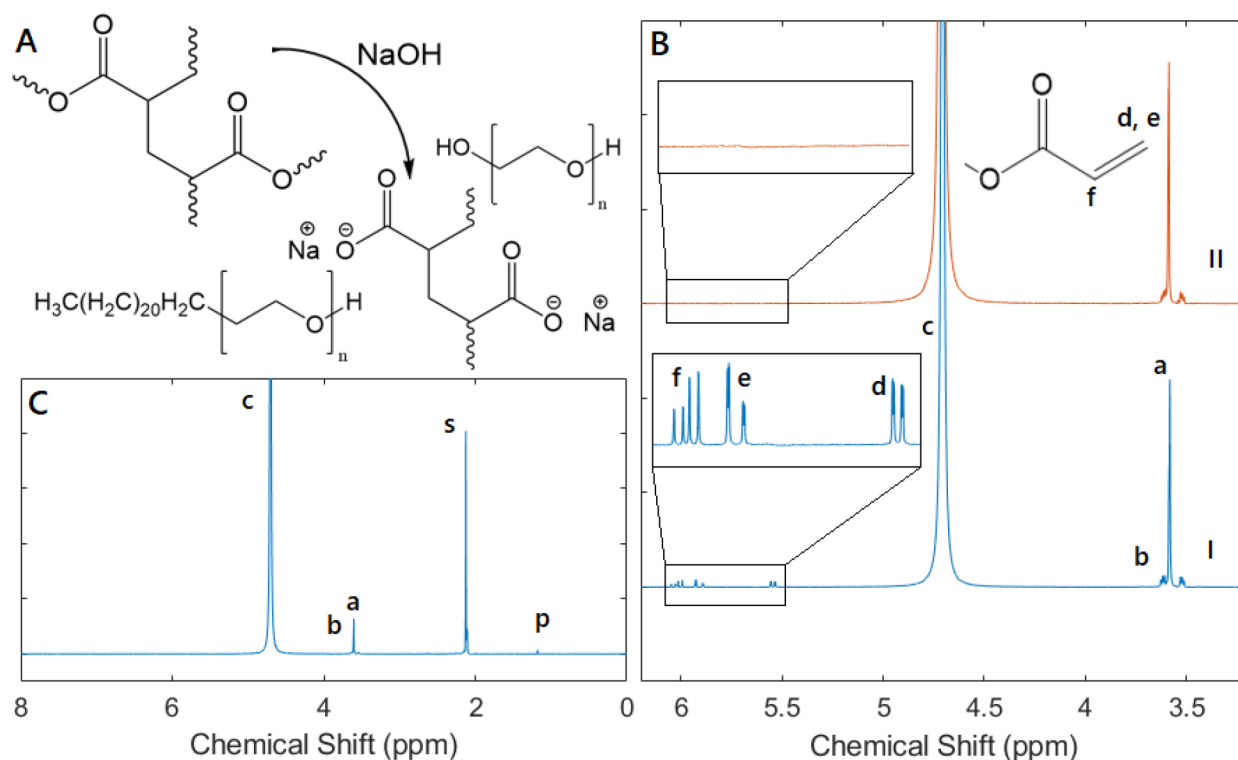 A
O
O
NaOH
O
O
HO
O
H
n
O
Na
⊕
O
⊖
O
O
⊖
Na
⊕
H₃C(H₂C)₂₀H₂C
O
H
n
B
O
O
d, e
f
II
c
f
e
d
a
b
I
6
5.5
5
4.5
4
3.5
Chemical Shift (ppm)
C
c
s
b
a
p
8
6
4
2
0
Chemical Shift (ppm)